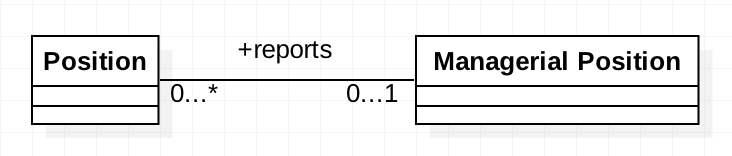 +reports
Position
Managerial Position
0...*
0...1